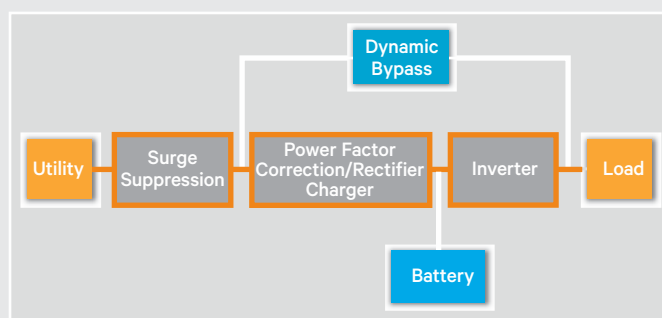 Dynamic
Bypass
Utility
Surge
Suppression
Power Factor
Correction/Rectifier
Charger
Inverter
Load
Battery